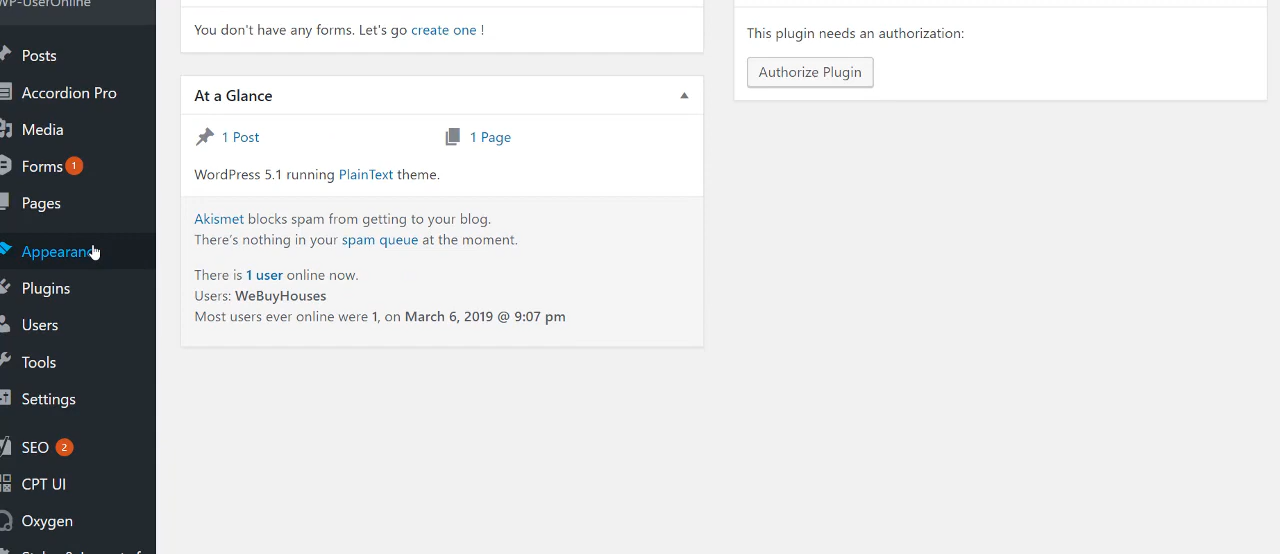 WP-UserOnline
Posts
Accordion Pro
Media
Forms 1
Pages
Appearanc
Plugins
Users
Tools
Settings
SEO 2
CPT UI
Oxygen
You don't have any forms. Let's go create one !
At a Glance
1 Post
1 Page
WordPress 5.1 running PlainText theme.
Akismet blocks spam from getting to your blog.
There's nothing in your spam queue at the moment.
There is 1 user online now.
Users: WeBuyHouses
Most users ever online were 1, on March 6, 2019 @ 9:07 pm
This plugin needs an authorization:
Authorize Plugin